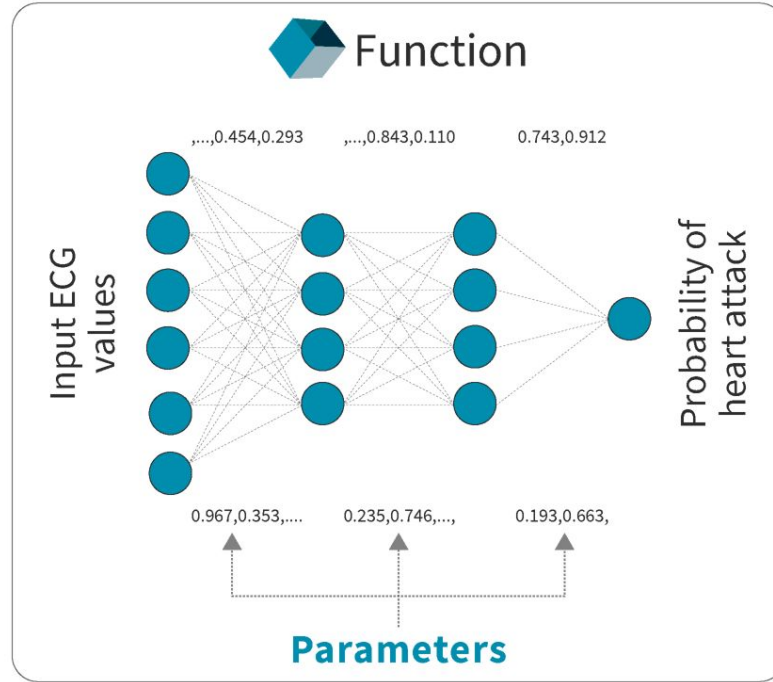 Function
,...,0.454,0.293
,...,0.843,0.110
0.743,0.912
Input ECG
values
Probability of
heart attack
0.967,0.353,....
0.235,0.746,...,
0.193,0.663,
Parameters